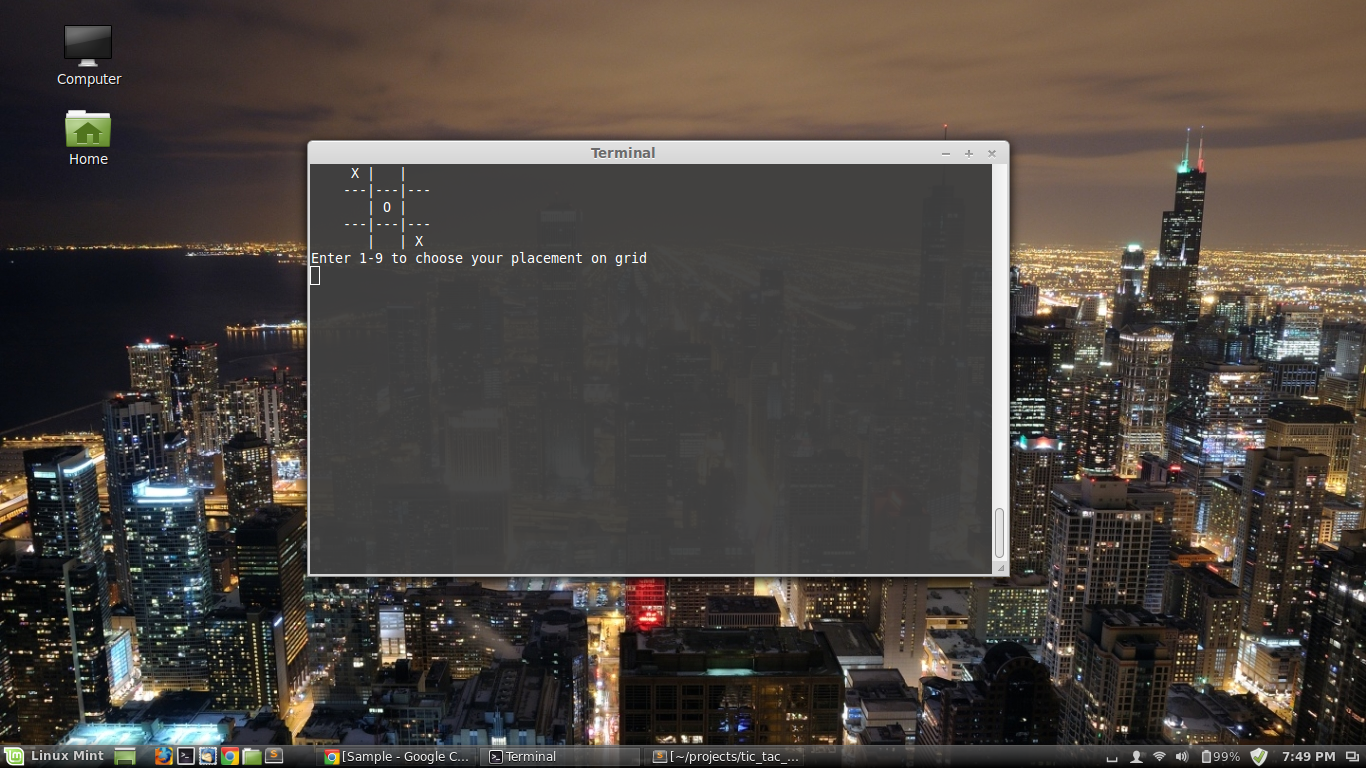 Computer
Home
Terminal
X |   |
---|---|---
| O |
---|---|---
|   | X
Enter 1-9 to choose your placement on grid
Linux Mint
[Sample - Google C...
Terminal
[~/projects/tic_tac_...
99%
7:49 PM